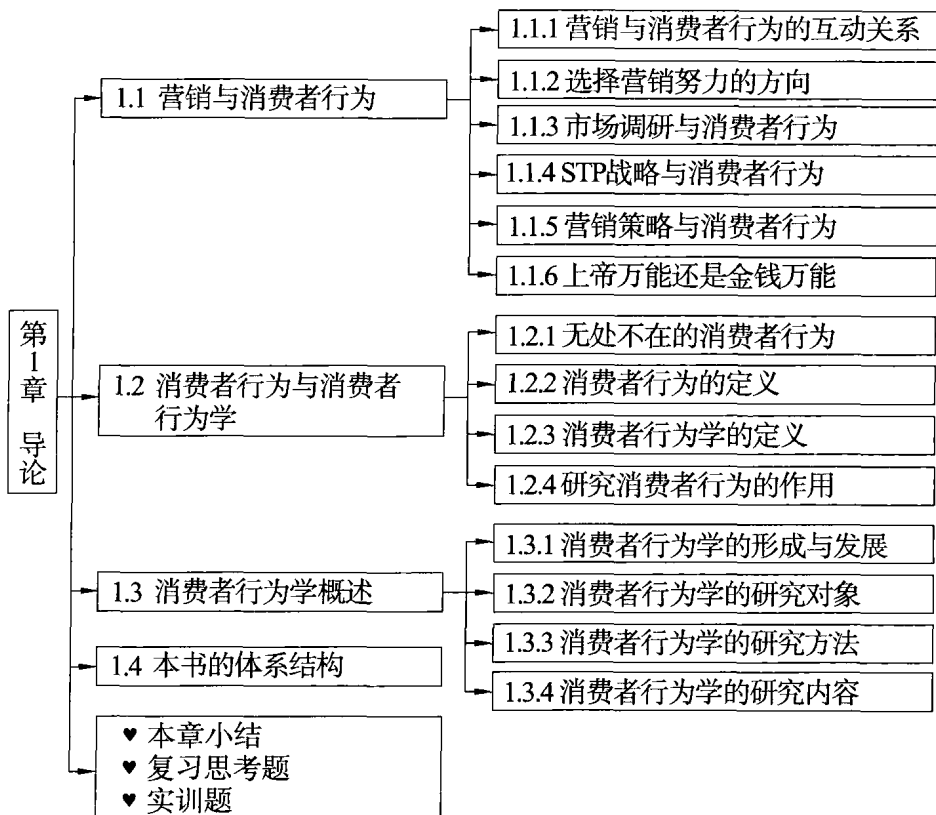 第1章 导论
1.1 营销与消费者行为
1.1.1 营销与消费者行为的互动关系
1.1.2 选择营销努力的方向
1.1.3 市场调研与消费者行为
1.1.4 STP战略与消费者行为
1.1.5 营销策略与消费者行为
1.1.6 上帝万能还是金钱万能
1.2 消费者行为与消费者
行为学
1.2.1 无处不在的消费者行为
1.2.2 消费者行为的定义
1.2.3 消费者行为学的定义
1.2.4 研究消费者行为的作用
1.3 消费者行为学概述
1.3.1 消费者行为学的形成与发展
1.3.2 消费者行为学的研究对象
1.3.3 消费者行为学的研究方法
1.3.4 消费者行为学的研究内容
1.4 本书的体系结构
♥ 本章小结
♥ 复习思考题
♥ 实训题